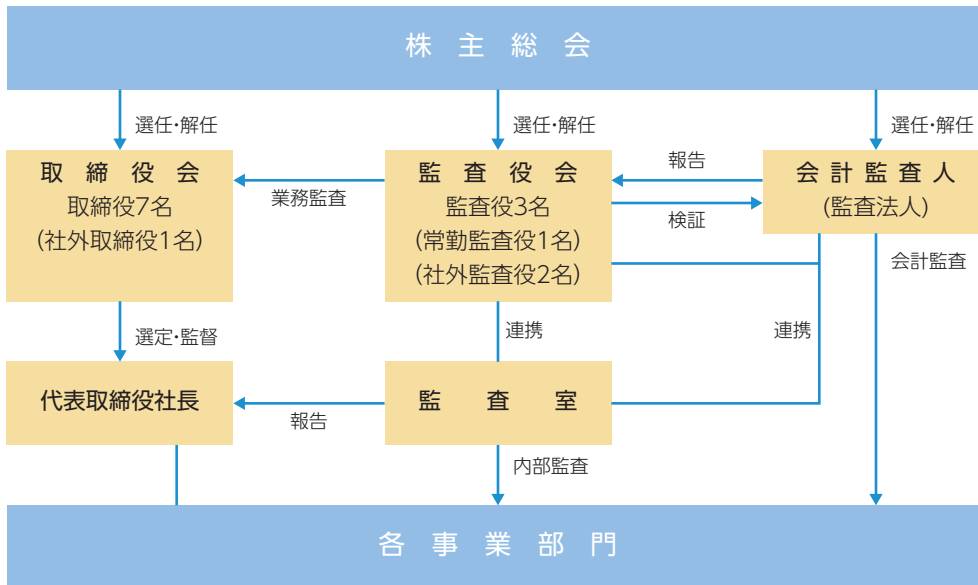 株主総会
選任・解任
選任・解任
選任・解任
取締役会
取締役7名
(社外取締役1名)
業務監査
監査役会
監査役3名
(常勤監査役1名)
(社外監査役2名)
報告
検証
会計監査人
(監査法人)
会計監査
選定・監督
連携
連携
代表取締役社長
報告
監査室
内部監査
各事業部門